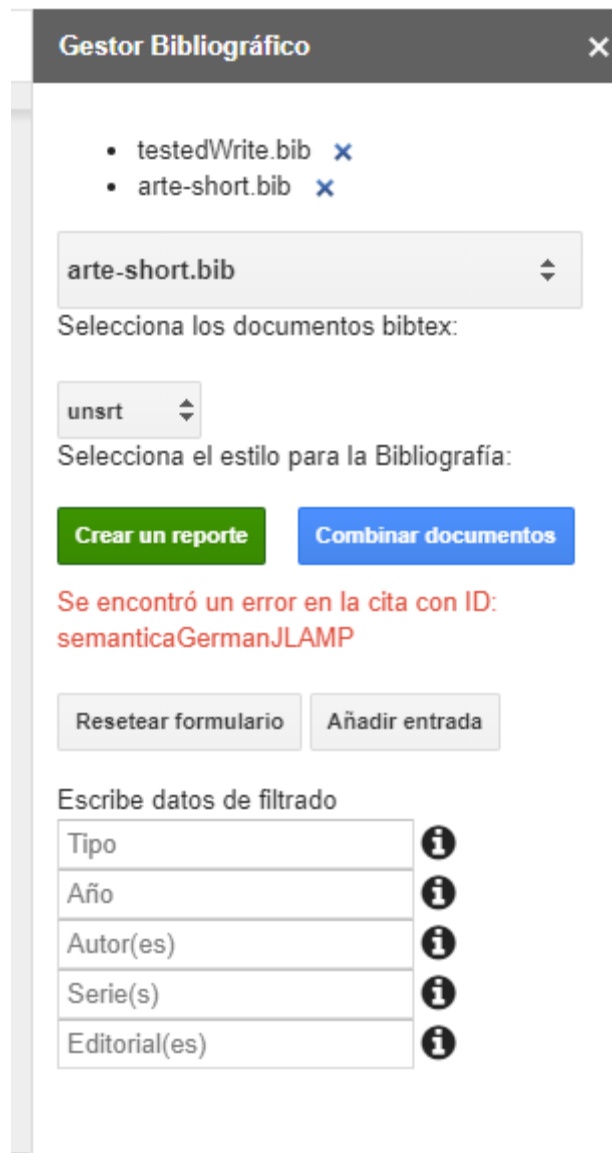 Gestor Bibliográfico ×
• testedWrite.bib ×
• arte-short.bib ×
arte-short.bib
Selecciona los documentos bibtex:
unsrt
Selecciona el estilo para la Bibliografía:
Crear un reporte Combinar documentos
Se encontró un error en la cita con ID:
semanticaGermanJLAMP
Resetear formulario Añadir entrada
Escribe datos de filtrado
Tipo
Año
Autor(es)
Serie(s)
Editorial(es)